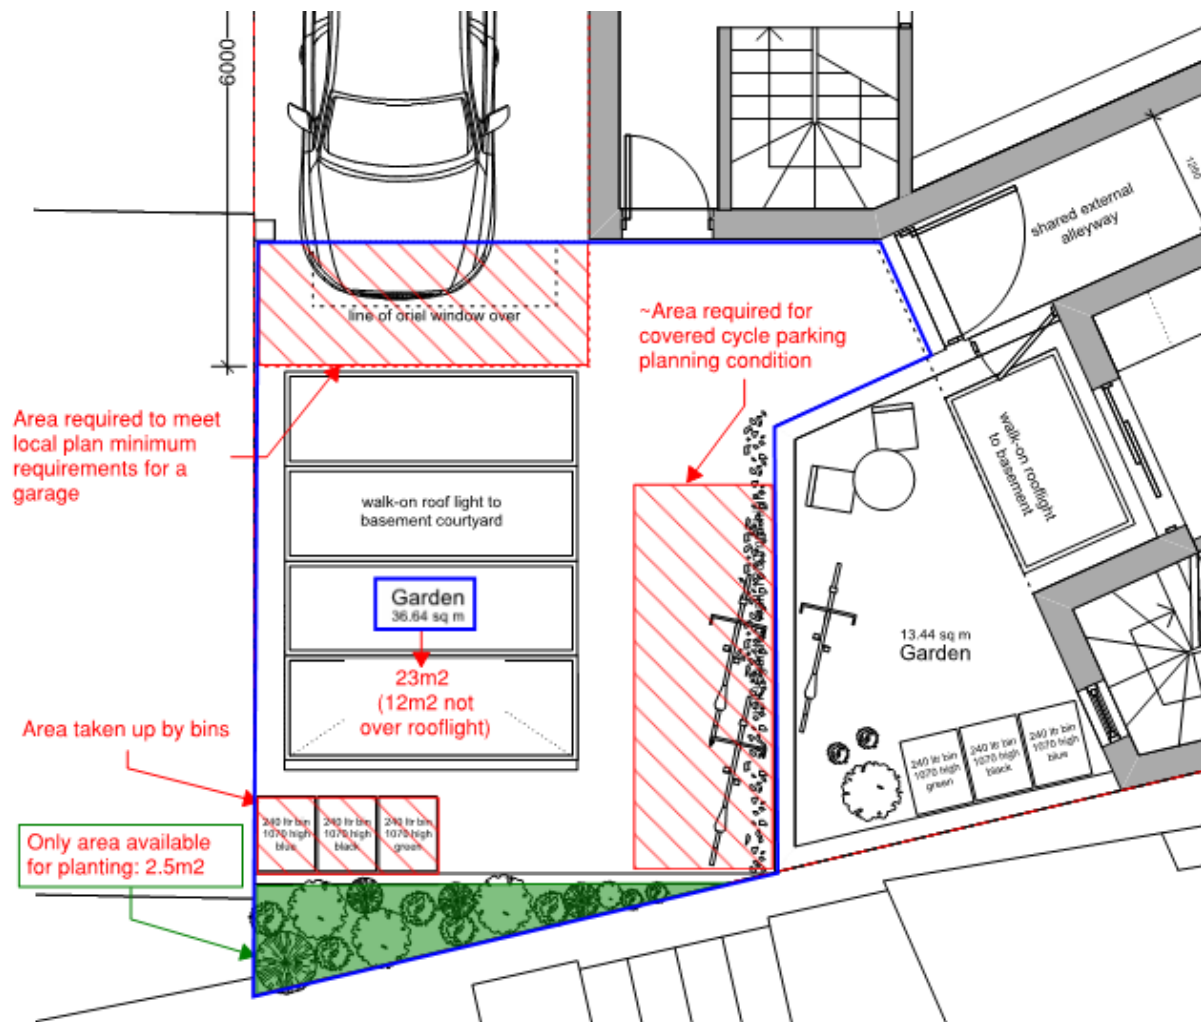 6000
shared external
alleyway
1200
line of oriel window over
~Area required for
covered cycle parking
planning condition
Area required to meet
local plan minimum
requirements for a
garage
walk-on roof light to
basement courtyard
walk-on rooflight
to basement
Garden
36.64 sq m
23m2
(12m2 not
over rooflight)
13.44 sq m
Garden
Area taken up by bins
240 ltr bin
1070 high
green
240 ltr bin
1070 high
black
240 ltr bin
1070 high
blue
240 ltr bin
1070 high
blue
240 ltr bin
1070 high
black
240 ltr bin
1070 high
green
Only area available
for planting: 2.5m2